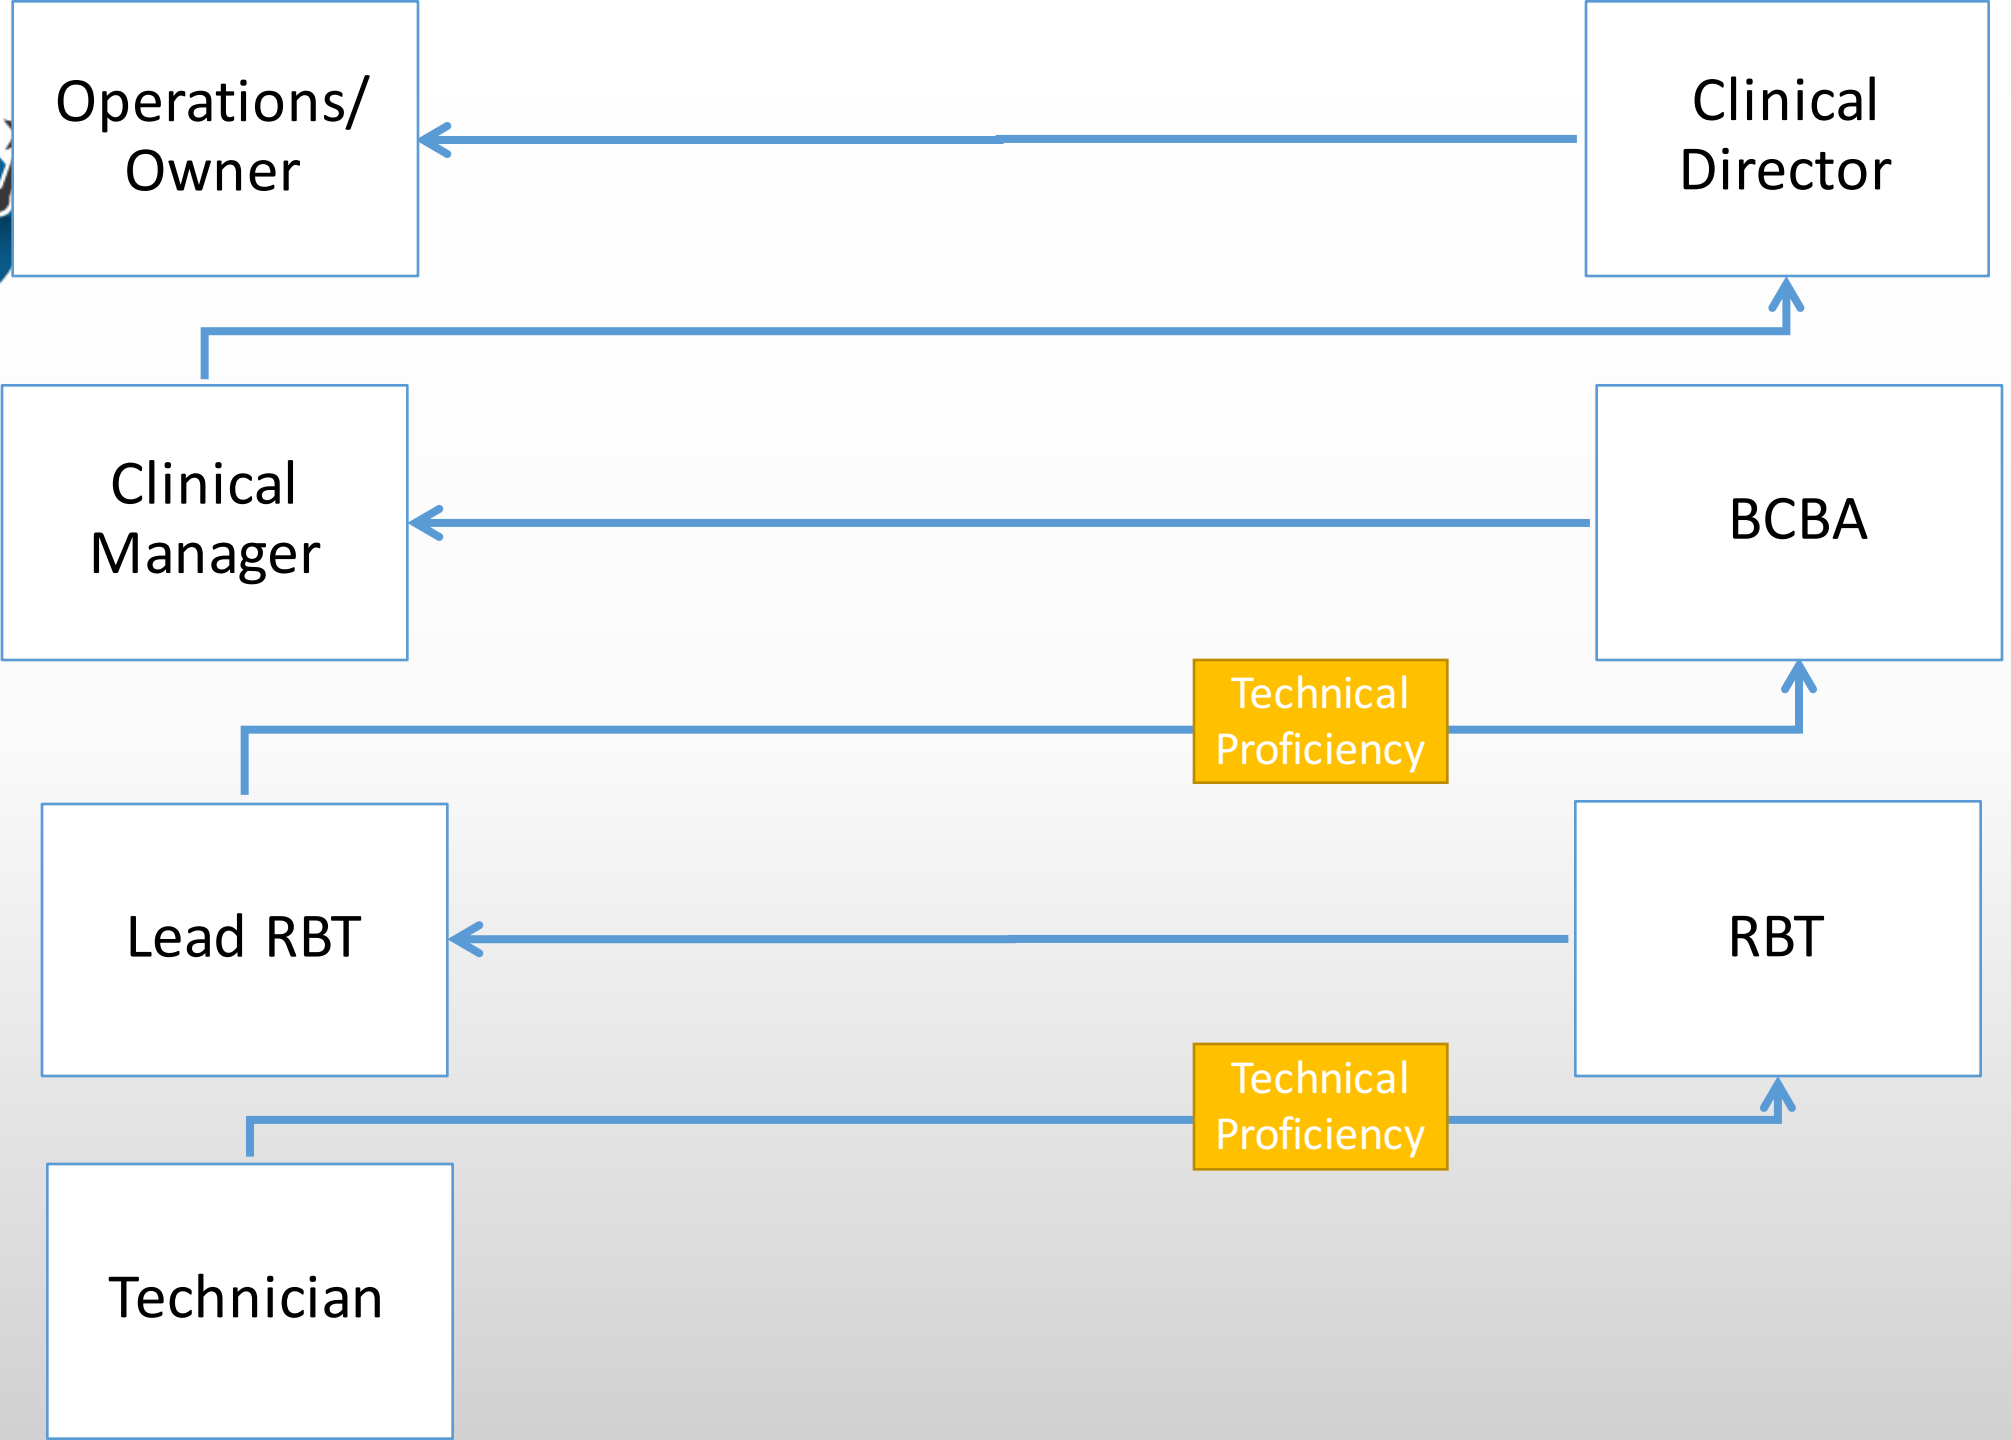 Operations/
Owner
Clinical
Director
Clinical
Manager
BCBA
Technical
Proficiency
Lead RBT
RBT
Technical
Proficiency
Technician